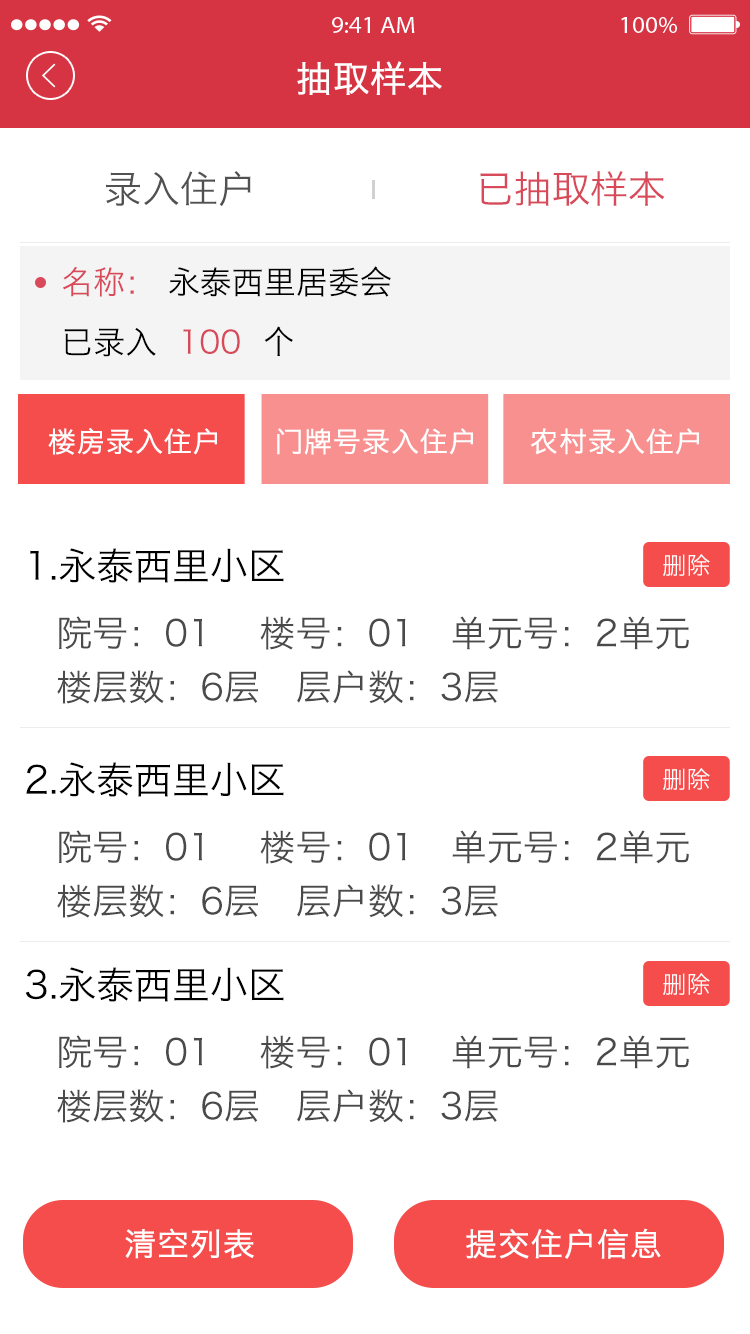 9:41 AM 100%
抽取样本
录入住户 已抽取样本
名称： 永泰西里居委会
已录入 100 个
楼房录入住户 门牌号录入住户 农村录入住户
1.永泰西里小区 删除
院号：01 楼号：01 单元号：2单元
楼层数：6层 层户数：3层
2.永泰西里小区 删除
院号：01 楼号：01 单元号：2单元
楼层数：6层 层户数：3层
3.永泰西里小区 删除
院号：01 楼号：01 单元号：2单元
楼层数：6层 层户数：3层
清空列表 提交住户信息